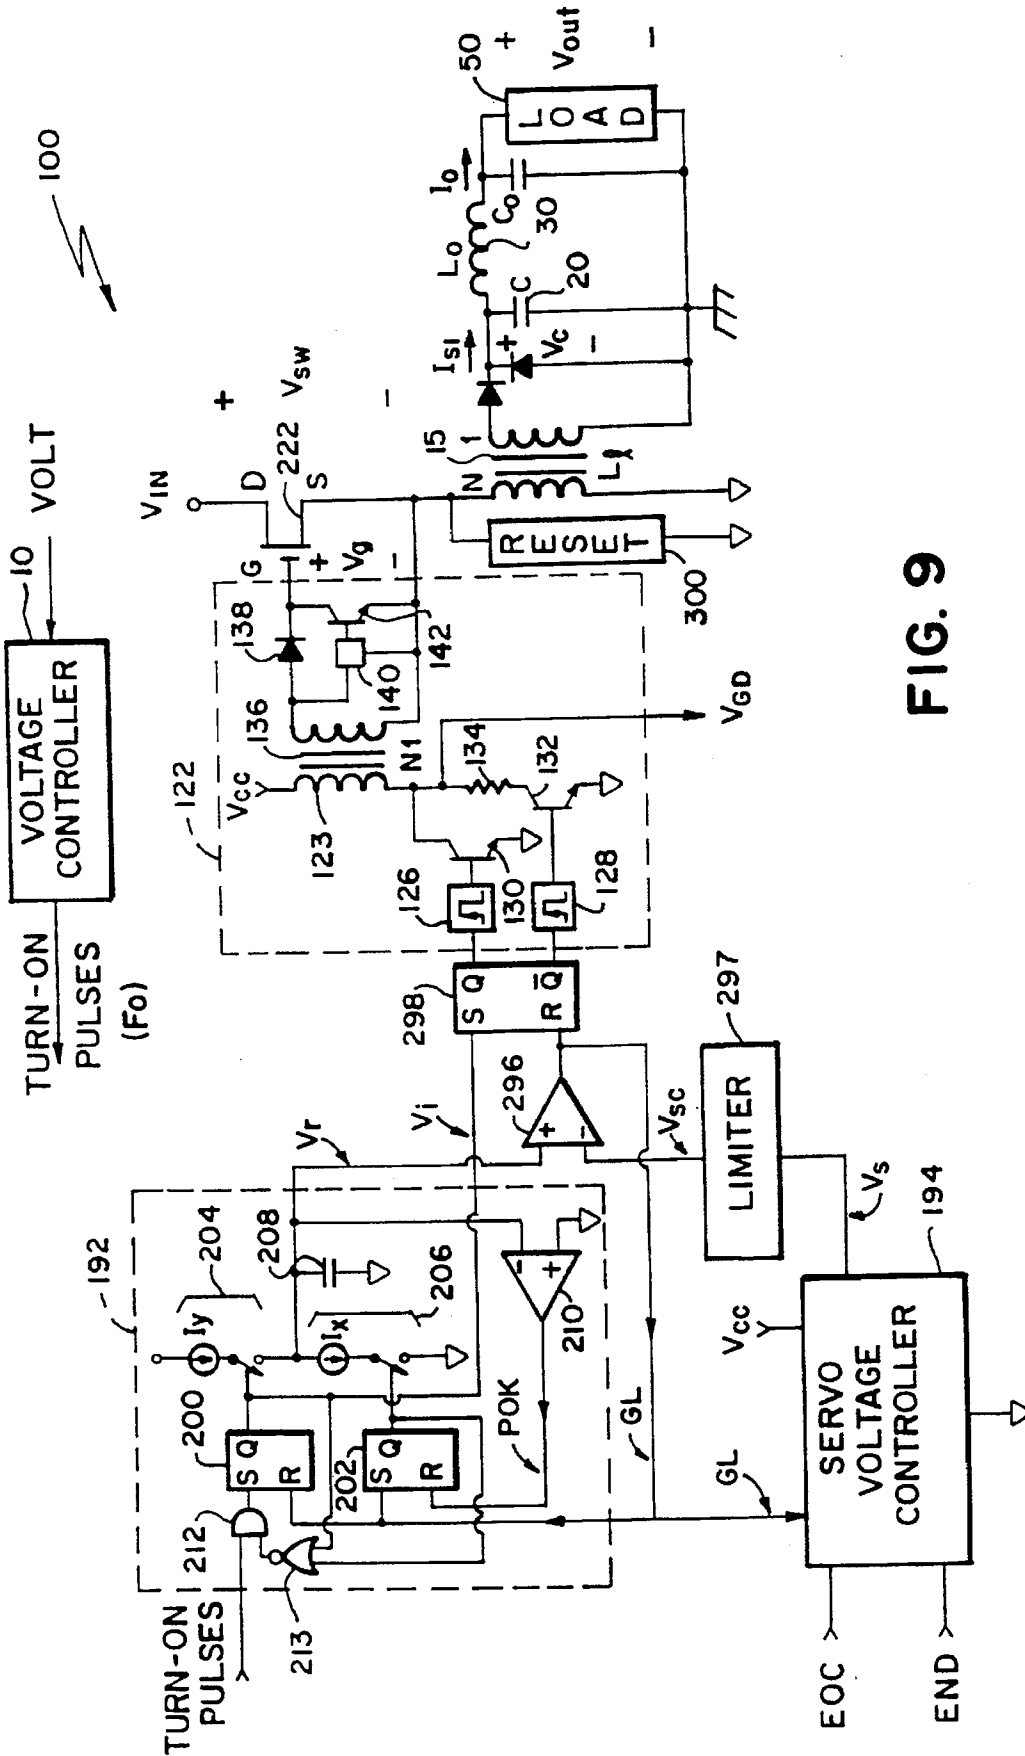 100
10
VOLTAGE
CONTROLLER
VOLT
TURN-ON
PULSES
(Fo)
122
VIN
D
222
S
G
+
Vg
-
+
Vsw
-
138
140
142
136
Vcc
123
N1
134
132
VGD
126
130
128
15
N
1
Ll
RESET
300
Is1
+
Vc
-
C
20
Lo
30
Io
Co
50
LOAD
+
Vout
-
298
S Q
R Q̅
296
+
-
Vr
Vi
Vsc
297
LIMITER
Vs
192
204
Iy
208
206
Ix
200
S Q
R
202
S Q
R
-
+
210
POK
GL
GL
212
213
TURN-ON
PULSES
Vcc
194
SERVO
VOLTAGE
CONTROLLER
EOC
END
FIG. 9